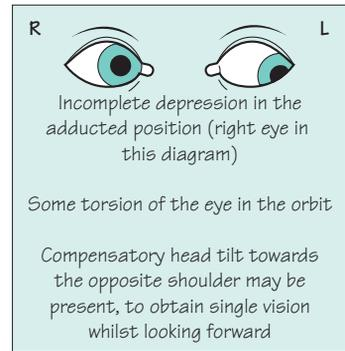 R L
Incomplete depression in the
adducted position (right eye in
this diagram)
Some torsion of the eye in the orbit
Compensatory head tilt towards
the opposite shoulder may be
present, to obtain single vision
whilst looking forward